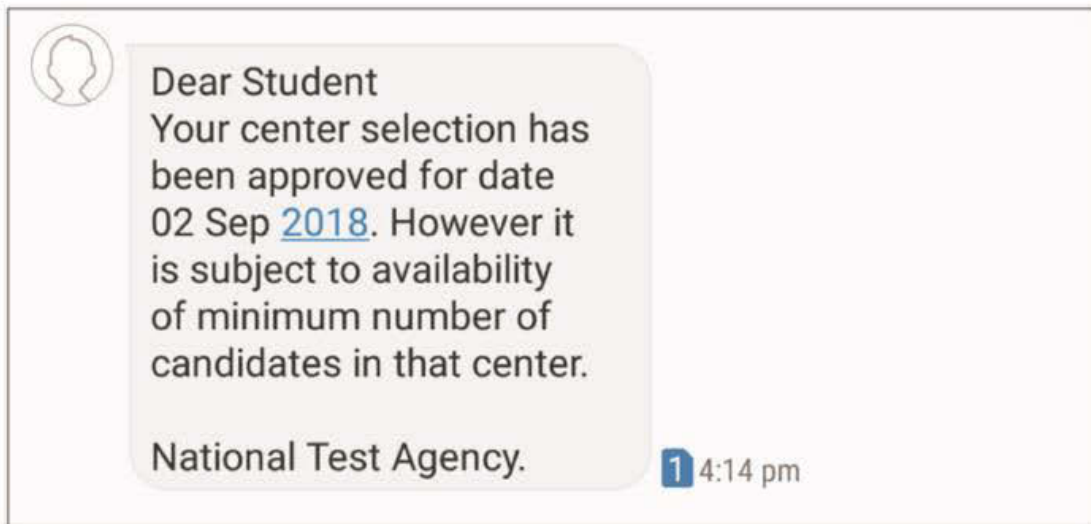 Dear Student
Your center selection has
been approved for date
02 Sep 2018. However it
is subject to availability
of minimum number of
candidates in that center.
National Test Agency.
1 4:14 pm